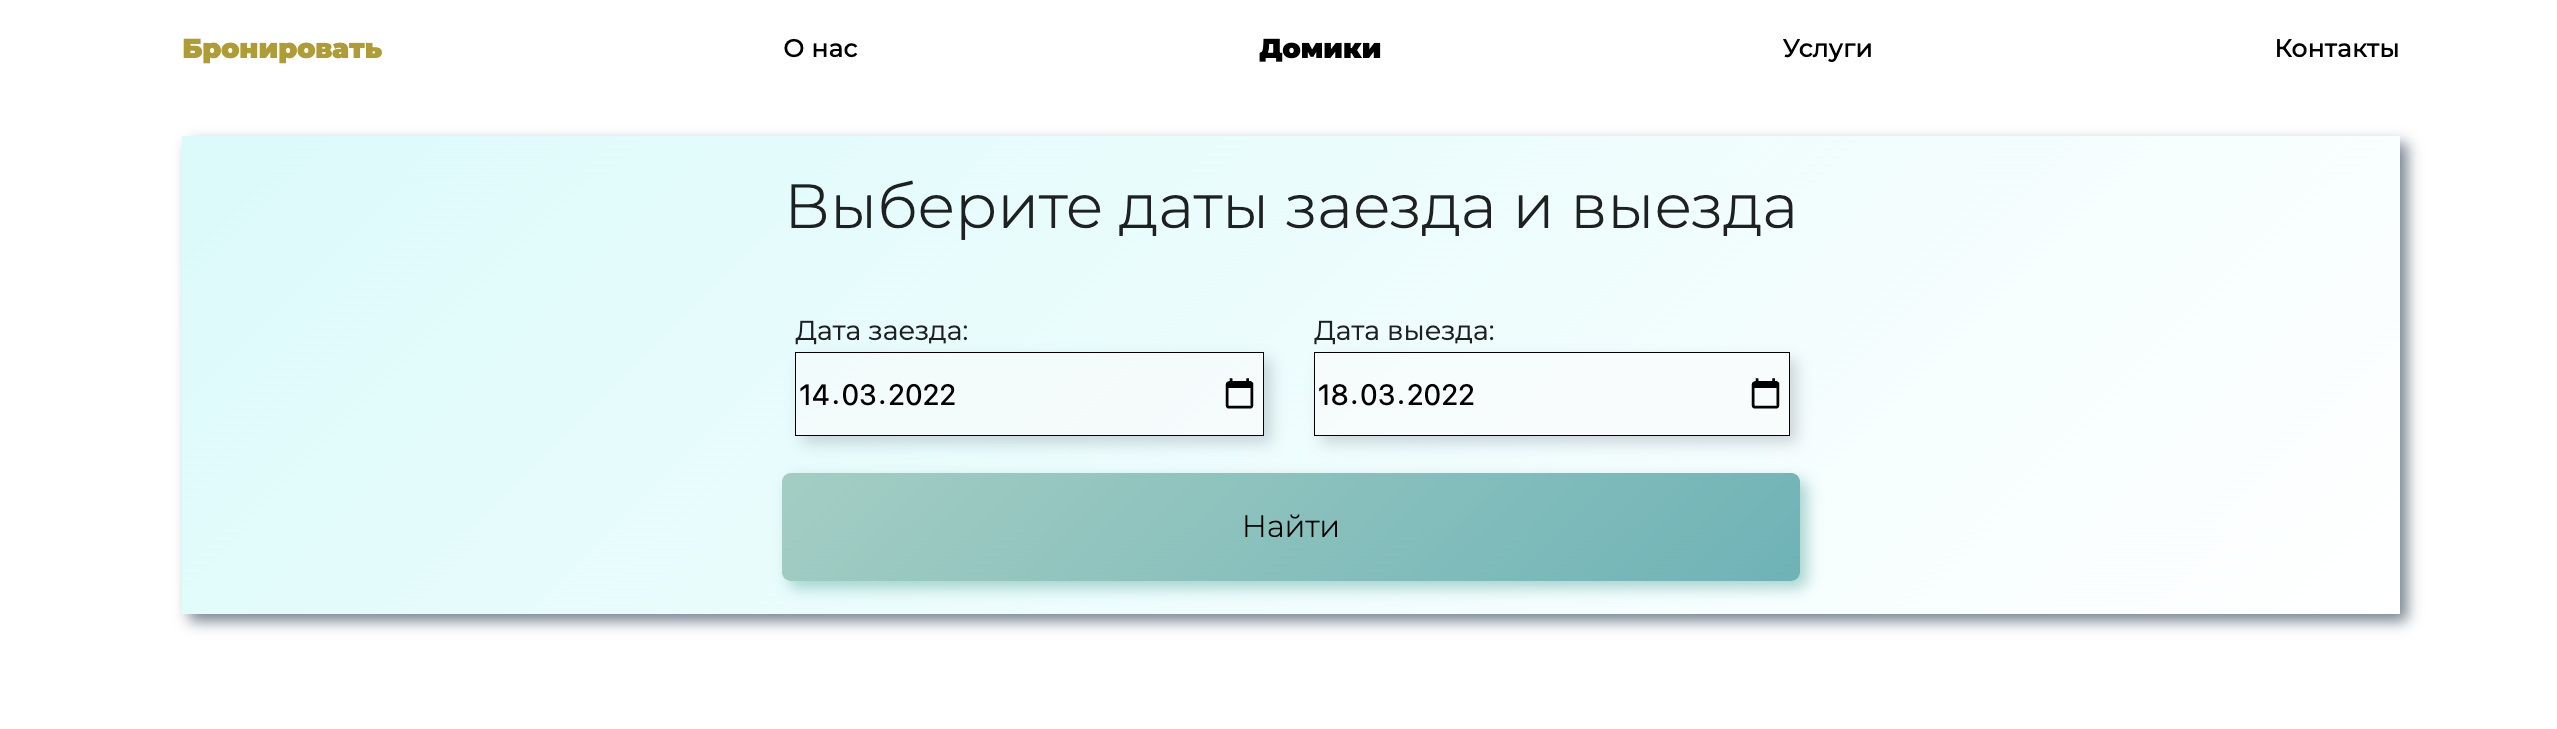 Бронировать О нас Домики Услуги Контакты
Выберите даты заезда и выезда
Дата заезда: Дата выезда:
14.03.2022 18.03.2022
Найти